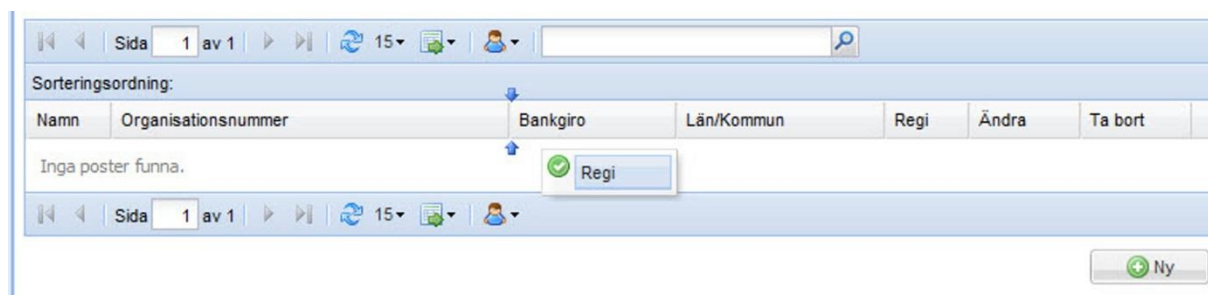 Sida 1 av 1 15
Sorteringsordning:
Namn Organisationsnummer Bankgiro Län/Kommun Regi Ändra Ta bort
Inga poster funna.
Regi
Sida 1 av 1 15
Ny